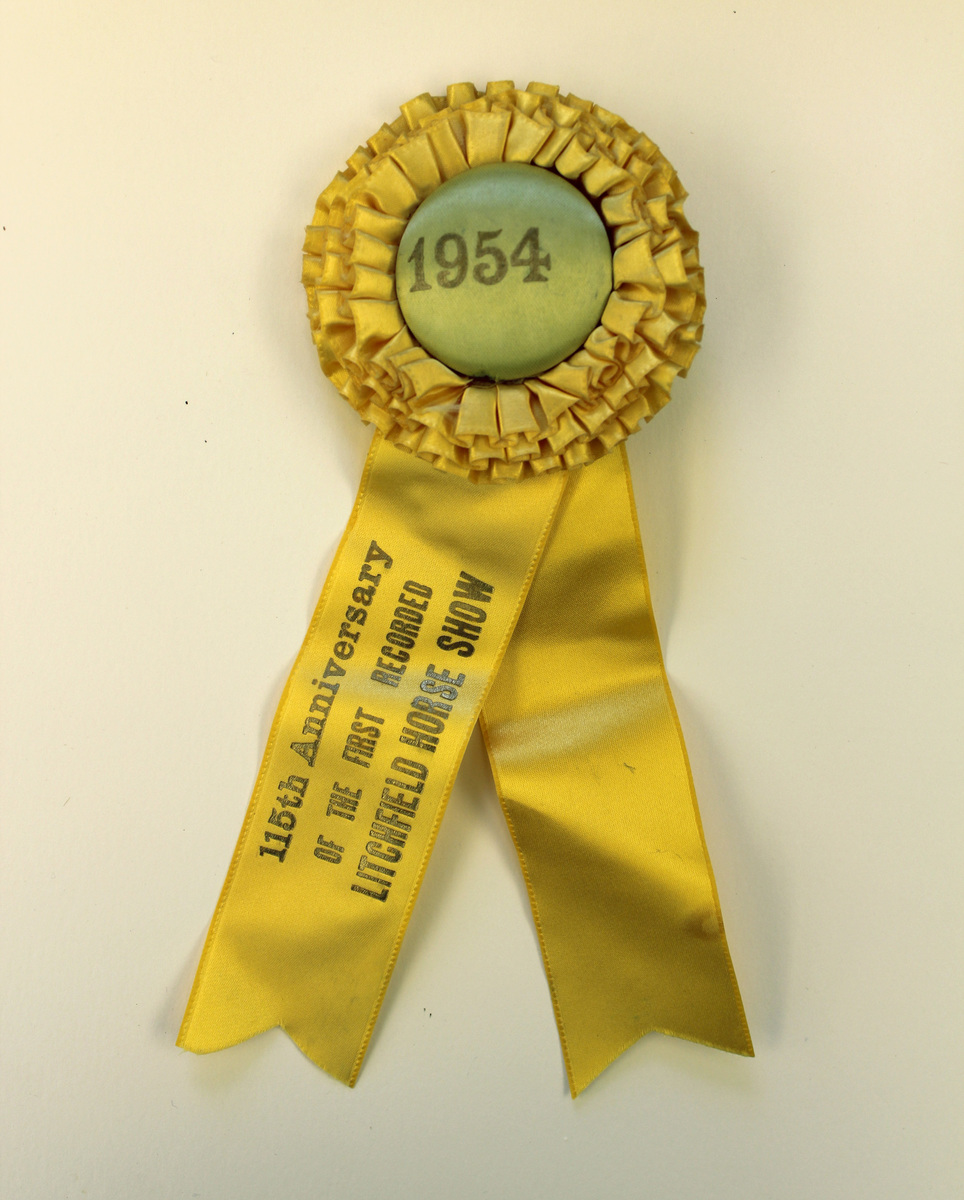 1954
115th Anniversary
OF THE FIRST RECORDED
LITCHFIELD HORSE SHOW